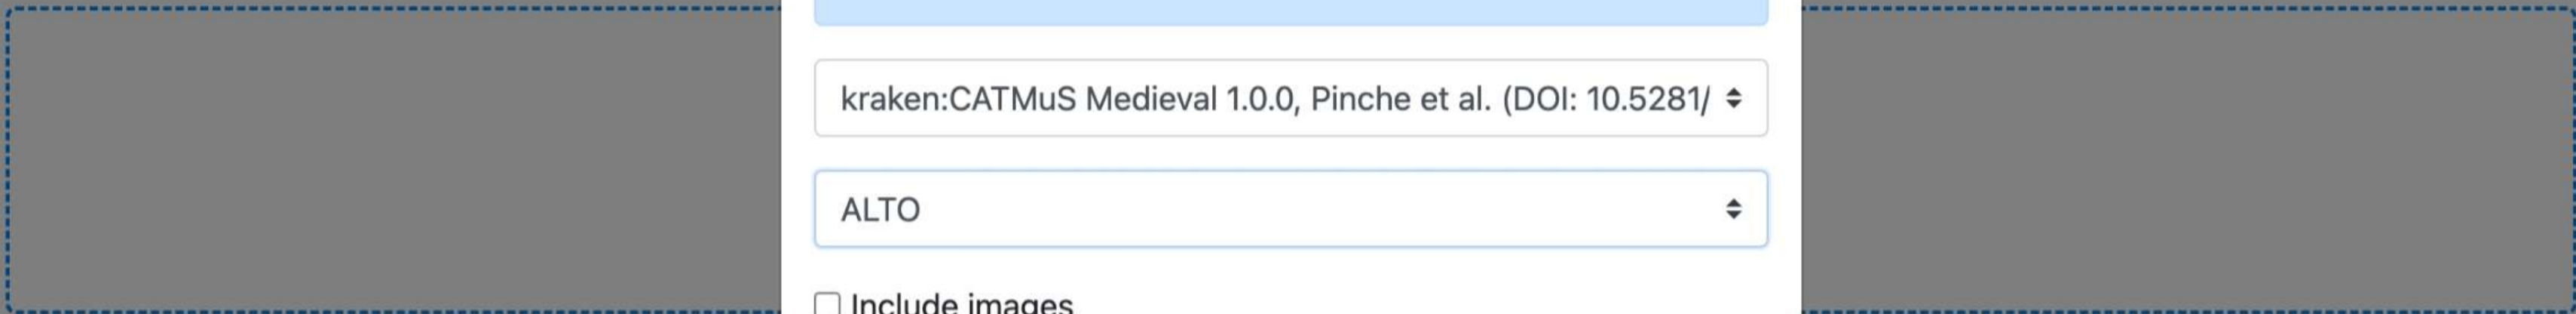 kraken:CATMuS Medieval 1.0.0, Pinche et al. (DOI: 10.5281/
ALTO
Include images